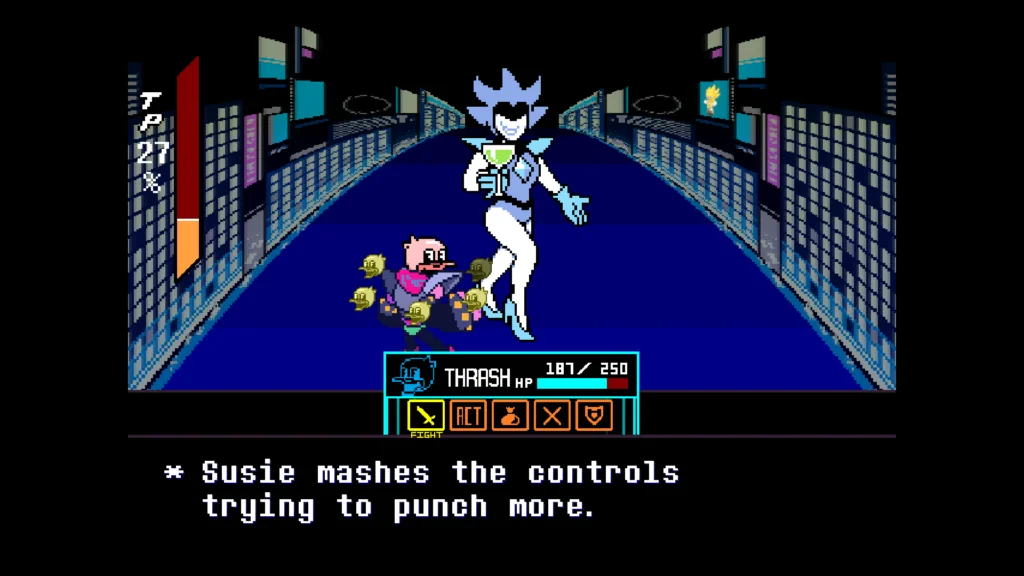 TP
27
%
THRASH HP 187/ 250
ACT
FIGHT
* Susie mashes the controls
trying to punch more.